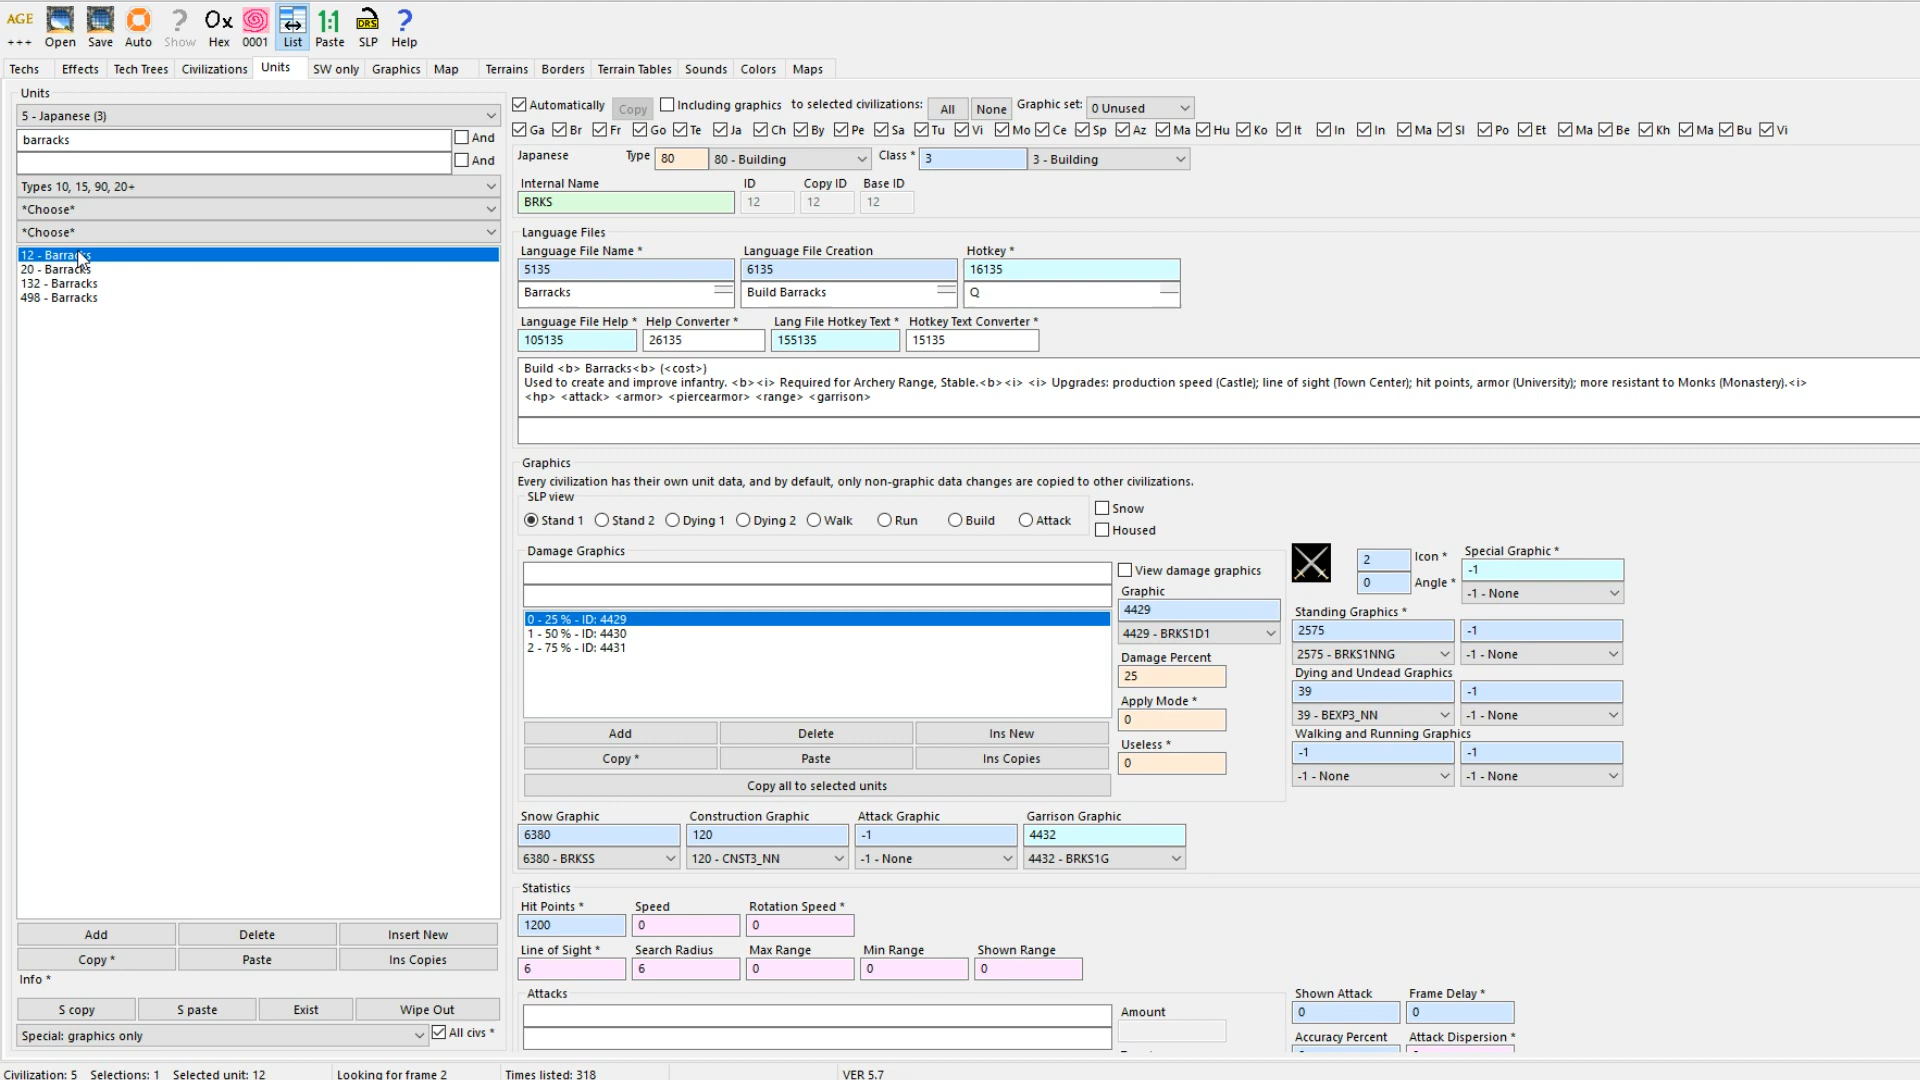 AGE
+++ Open Save Auto Show Hex 0001 List Paste SLP Help
0x 1:1 DRS
Techs Effects Tech Trees Civilizations Units SW only Graphics Map Terrains Borders Terrain Tables Sounds Colors Maps
Units
5 - Japanese (3)
barracks And
And
Types 10, 15, 90, 20+
*Choose*
*Choose*
12 - Barracks
20 - Barracks
132 - Barracks
498 - Barracks
Add Delete Insert New
Copy * Paste Ins Copies
Info *
S copy S paste Exist Wipe Out
Special: graphics only All civs *
Automatically Copy Including graphics to selected civilizations: All None Graphic set: 0 Unused
Ga Br Fr Go Te Ja Ch By Pe Sa Tu Vi Mo Ce Sp Az Ma Hu Ko It In In Ma Sl Po Et Ma Be Kh Ma Bu Vi
Japanese Type 80 80 - Building Class * 3 3 - Building
Internal Name ID Copy ID Base ID
BRKS 12 12 12
Language Files
Language File Name * Language File Creation Hotkey *
5135 6135 16135
Barracks Build Barracks Q
Language File Help * Help Converter * Lang File Hotkey Text * Hotkey Text Converter *
105135 26135 155135 15135
Build <b> Barracks<b> (<cost>)
Used to create and improve infantry. <b><i> Required for Archery Range, Stable.<b><i> <i> Upgrades: production speed (Castle); line of sight (Town Center); hit points, armor (University); more resistant to Monks (Monastery).<i>
<hp> <attack> <armor> <piercearmor> <range> <garrison>
Graphics
Every civilization has their own unit data, and by default, only non-graphic data changes are copied to other civilizations.
SLP view
Stand 1 Stand 2 Dying 1 Dying 2 Walk Run Build Attack
Snow
Housed
Damage Graphics
0 - 25 % - ID: 4429
1 - 50 % - ID: 4430
2 - 75 % - ID: 4431
Add Delete Ins New
Copy * Paste Ins Copies
Copy all to selected units
View damage graphics
Graphic
4429
4429 - BRKS1D1
Damage Percent
25
Apply Mode *
0
Useless *
0
2 Icon *
0 Angle *
Special Graphic *
-1
-1 - None
Standing Graphics *
2575 -1
2575 - BRKS1NNG -1 - None
Dying and Undead Graphics
39 -1
39 - BEXP3_NN -1 - None
Walking and Running Graphics
-1 -1
-1 - None -1 - None
Snow Graphic Construction Graphic Attack Graphic Garrison Graphic
6380 120 -1 4432
6380 - BRKSS 120 - CNST3_NN -1 - None 4432 - BRKS1G
Statistics
Hit Points * Speed Rotation Speed *
1200 0 0
Line of Sight * Search Radius Max Range Min Range Shown Range
6 6 0 0 0
Attacks
Amount
Shown Attack Frame Delay *
0 0
Accuracy Percent Attack Dispersion *
Civilization: 5 Selections: 1 Selected unit: 12 Looking for frame 2 Times listed: 318 VER 5.7